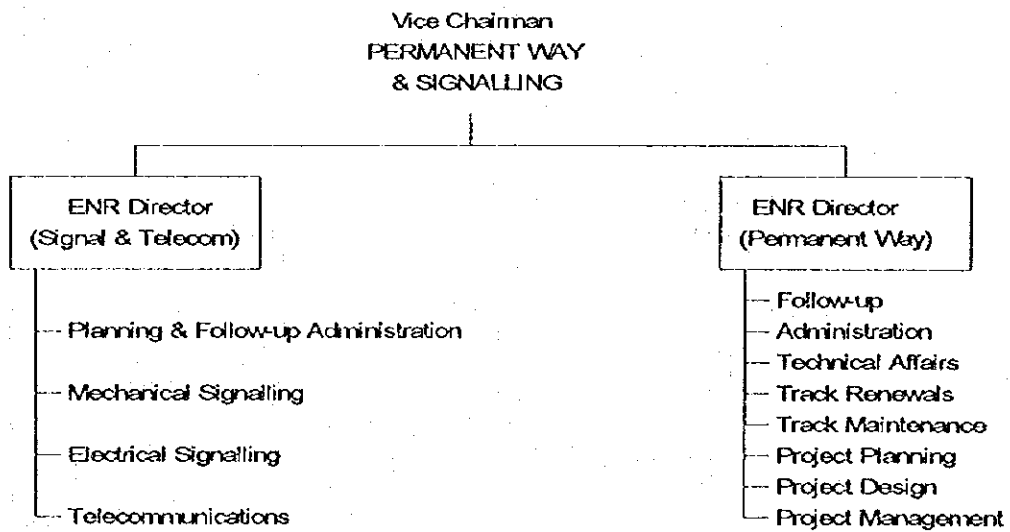 Vice Chairman
PERMANENT WAY
& SIGNALLING
ENR Director
(Signal & Telecom)
Planning & Follow-up Administration
Mechanical Signalling
Electrical Signalling
Telecommunications
ENR Director
(Permanent Way)
Follow-up
Administration
Technical Affairs
Track Renewals
Track Maintenance
Project Planning
Project Design
Project Management